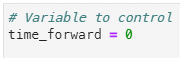 # Variable to control
time_forward = 0